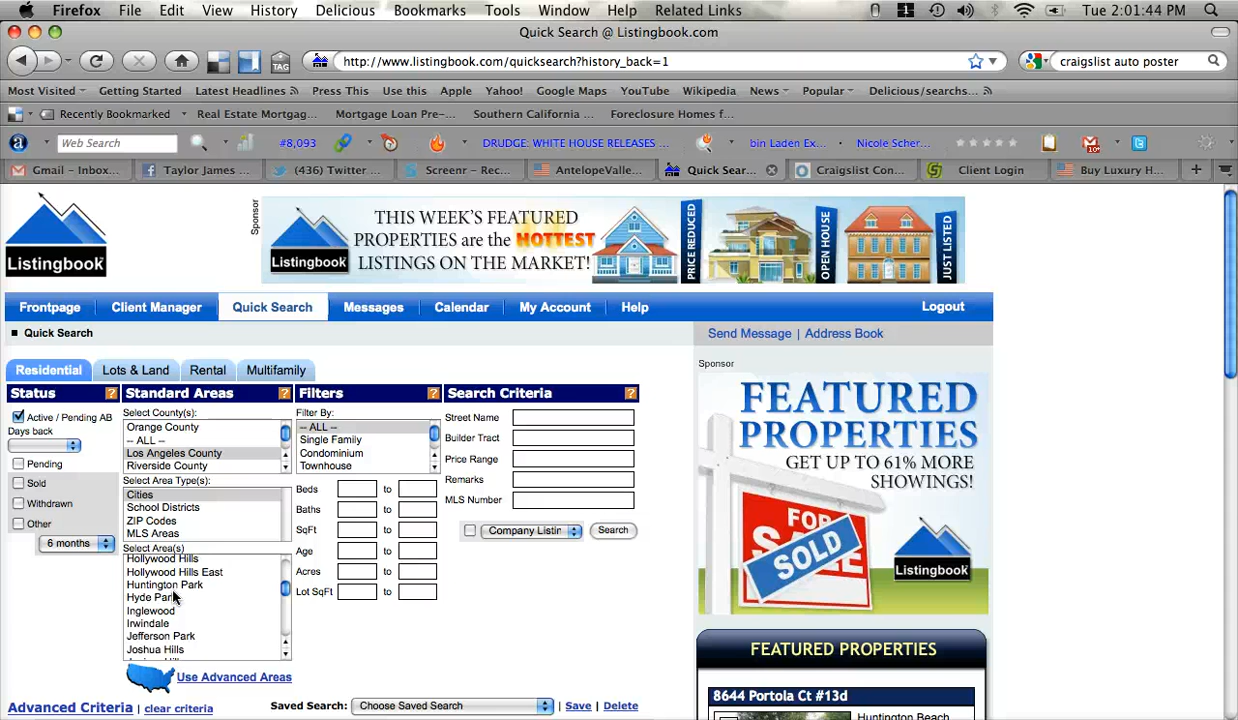 Firefox File Edit View History Delicious Bookmarks Tools Window Help Related Links Tue 2:01:44 PM
Quick Search @ Listingbook.com
http://www.listingbook.com/quicksearch?history_back=1 craigslist auto poster
Most Visited Getting Started Latest Headlines Press This Use this Apple Yahoo! Google Maps YouTube Wikipedia News Popular Delicious/searchs...
Recently Bookmarked Real Estate Mortgag... Mortgage Loan Pre-... Southern California ... Foreclosure Homes f...
Web Search #8,093 DRUDGE: WHITE HOUSE RELEASES ... bin Laden Ex... Nicole Scher...
Gmail - Inbox... Taylor James ... (436) Twitter ... Screenr - Rec... AntelopeValle... Quick Sear... Craigslist Con... Client Login Buy Luxury H...
Listingbook
Sponsor
Listingbook
THIS WEEK'S FEATURED
PROPERTIES are the HOTTEST
LISTINGS ON THE MARKET!
PRICE REDUCED
OPEN HOUSE
JUST LISTED
Frontpage Client Manager Quick Search Messages Calendar My Account Help Logout
Quick Search
Send Message | Address Book
Residential Lots & Land Rental Multifamily
Status ? Standard Areas ? Filters ? Search Criteria ?
Active / Pending AB
Days back
Pending
Sold
Withdrawn
Other
6 months
Select County(s):
Orange County
-- ALL --
Los Angeles County
Riverside County
Select Area Type(s):
Cities
School Districts
ZIP Codes
MLS Areas
Select Area(s)
Hollywood Hills
Hollywood Hills East
Huntington Park
Hyde Park
Inglewood
Irwindale
Jefferson Park
Joshua Hills
Use Advanced Areas
Filter By:
-- ALL --
Single Family
Condominium
Townhouse
Beds to
Baths to
SqFt to
Age to
Acres to
Lot SqFt to
Street Name
Builder Tract
Price Range
Remarks
MLS Number
Company Listin Search
Advanced Criteria | clear criteria Saved Search: Choose Saved Search | Save | Delete
Sponsor
FEATURED
PROPERTIES
GET UP TO 61% MORE
SHOWINGS!
FOR
SOLD
Listingbook
FEATURED PROPERTIES
8644 Portola Ct #13d
Huntington Beach